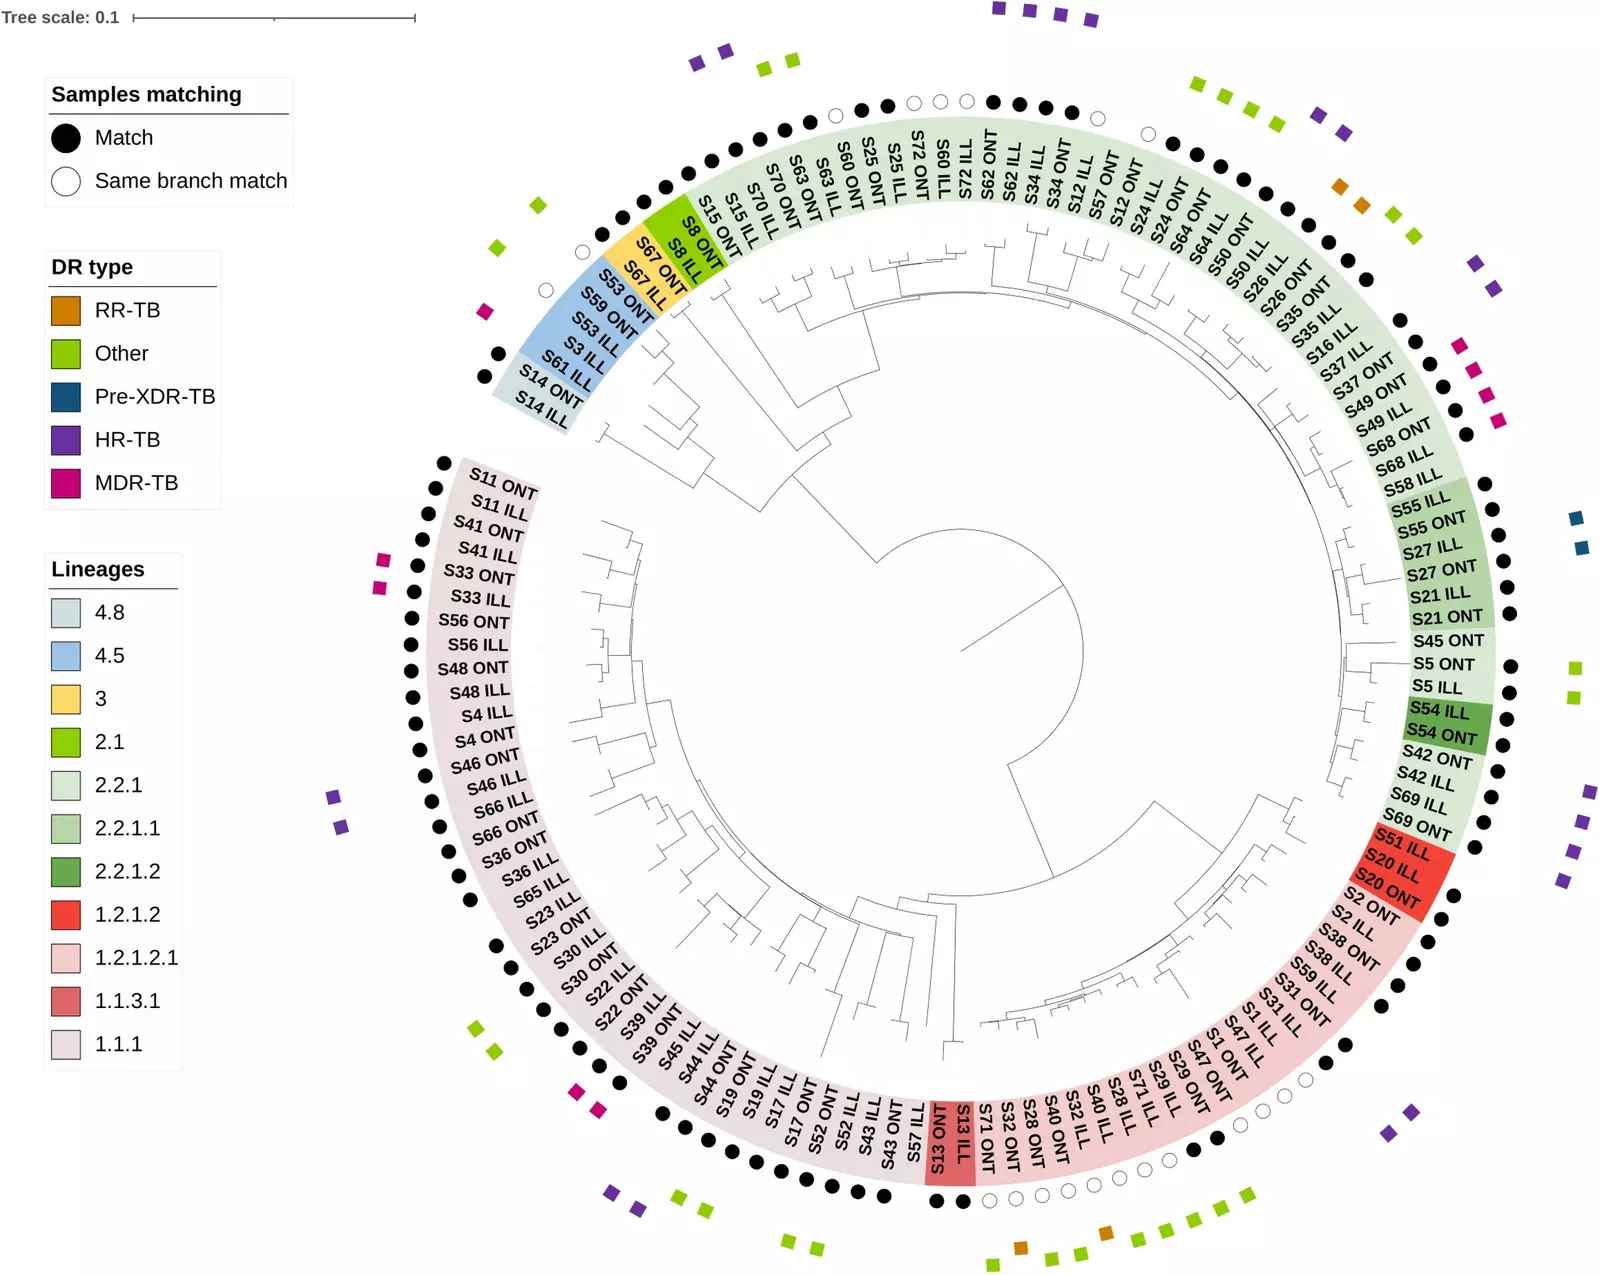 Tree scale: 0.1
Samples matching
Match
Same branch match
DR type
RR-TB
Other
Pre-XDR-TB
HR-TB
MDR-TB
Lineages
4.8
4.5
3
2.1
2.2.1
2.2.1.1
2.2.1.2
1.2.1.2
1.2.1.2.1
1.1.3.1
1.1.1
S14 ILL
S14 ONT
S61 ILL
S3 ILL
S53 ILL
S59 ONT
S53 ONT
S67 ILL
S67 ONT
S8 ILL
S8 ONT
S15 ONT
S15 ILL
S70 ILL
S70 ONT
S63 ONT
S63 ILL
S60 ONT
S25 ONT
S25 ILL
S72 ONT
S60 ILL
S72 ILL
S62 ONT
S62 ILL
S34 ILL
S34 ONT
S12 ILL
S57 ONT
S12 ONT
S24 ILL
S24 ONT
S64 ONT
S64 ILL
S50 ONT
S50 ILL
S26 ILL
S26 ONT
S35 ONT
S35 ILL
S16 ILL
S37 ILL
S37 ONT
S49 ONT
S49 ILL
S68 ONT
S68 ILL
S58 ILL
S55 ILL
S55 ONT
S27 ILL
S27 ONT
S21 ILL
S21 ONT
S45 ONT
S5 ONT
S5 ILL
S54 ILL
S54 ONT
S42 ONT
S42 ILL
S69 ILL
S69 ONT
S51 ILL
S20 ILL
S20 ONT
S2 ONT
S2 ILL
S38 ONT
S38 ILL
S59 ILL
S31 ONT
S31 ILL
S1 ILL
S47 ILL
S1 ONT
S47 ONT
S29 ONT
S29 ILL
S71 ILL
S28 ILL
S40 ILL
S32 ILL
S40 ONT
S28 ONT
S32 ONT
S71 ONT
S13 ILL
S13 ONT
S57 ILL
S43 ONT
S43 ILL
S52 ILL
S52 ONT
S17 ONT
S17 ILL
S19 ILL
S19 ONT
S44 ONT
S44 ILL
S45 ILL
S39 ONT
S39 ILL
S22 ONT
S22 ILL
S30 ONT
S30 ILL
S23 ONT
S23 ILL
S65 ILL
S36 ILL
S36 ONT
S66 ONT
S66 ILL
S46 ILL
S46 ONT
S4 ONT
S4 ILL
S48 ILL
S48 ONT
S56 ILL
S56 ONT
S33 ILL
S33 ONT
S41 ILL
S41 ONT
S11 ILL
S11 ONT